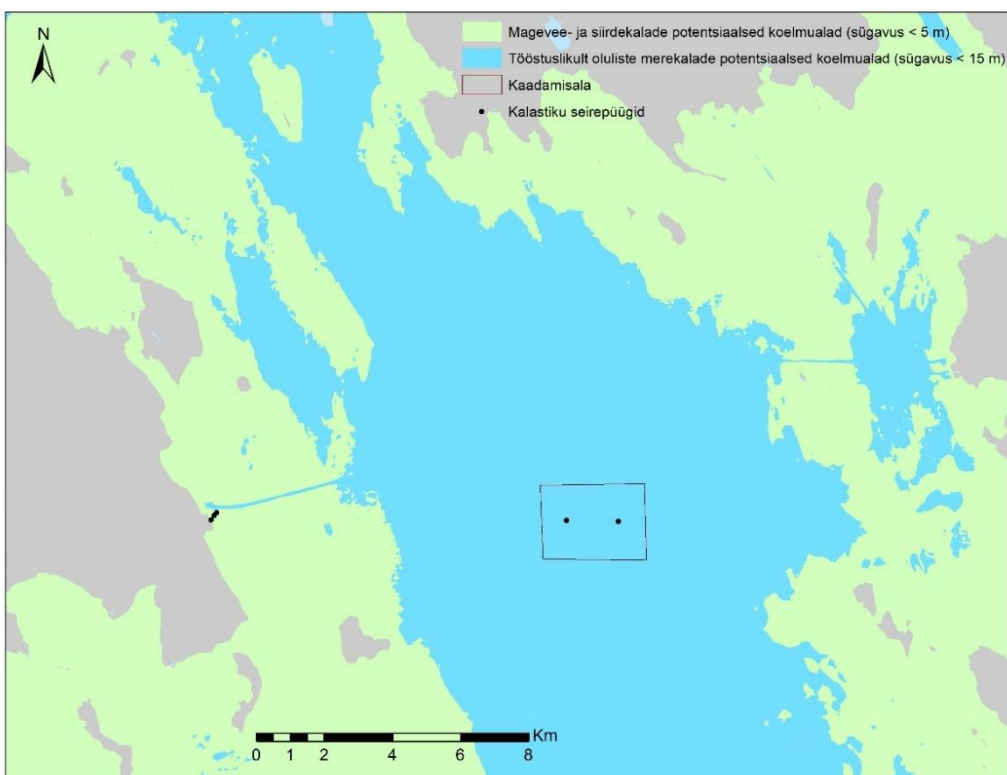 N
Magevee- ja siirdekalade potentsiaalsed koelmualad (sügavus < 5 m)
Tööstuslikult oluliste merekalade potentsiaalsed koelmualad (sügavus < 15 m)
Kaadamisala
Kalastiku seirepüügid
Km
0 1 2 4 6 8